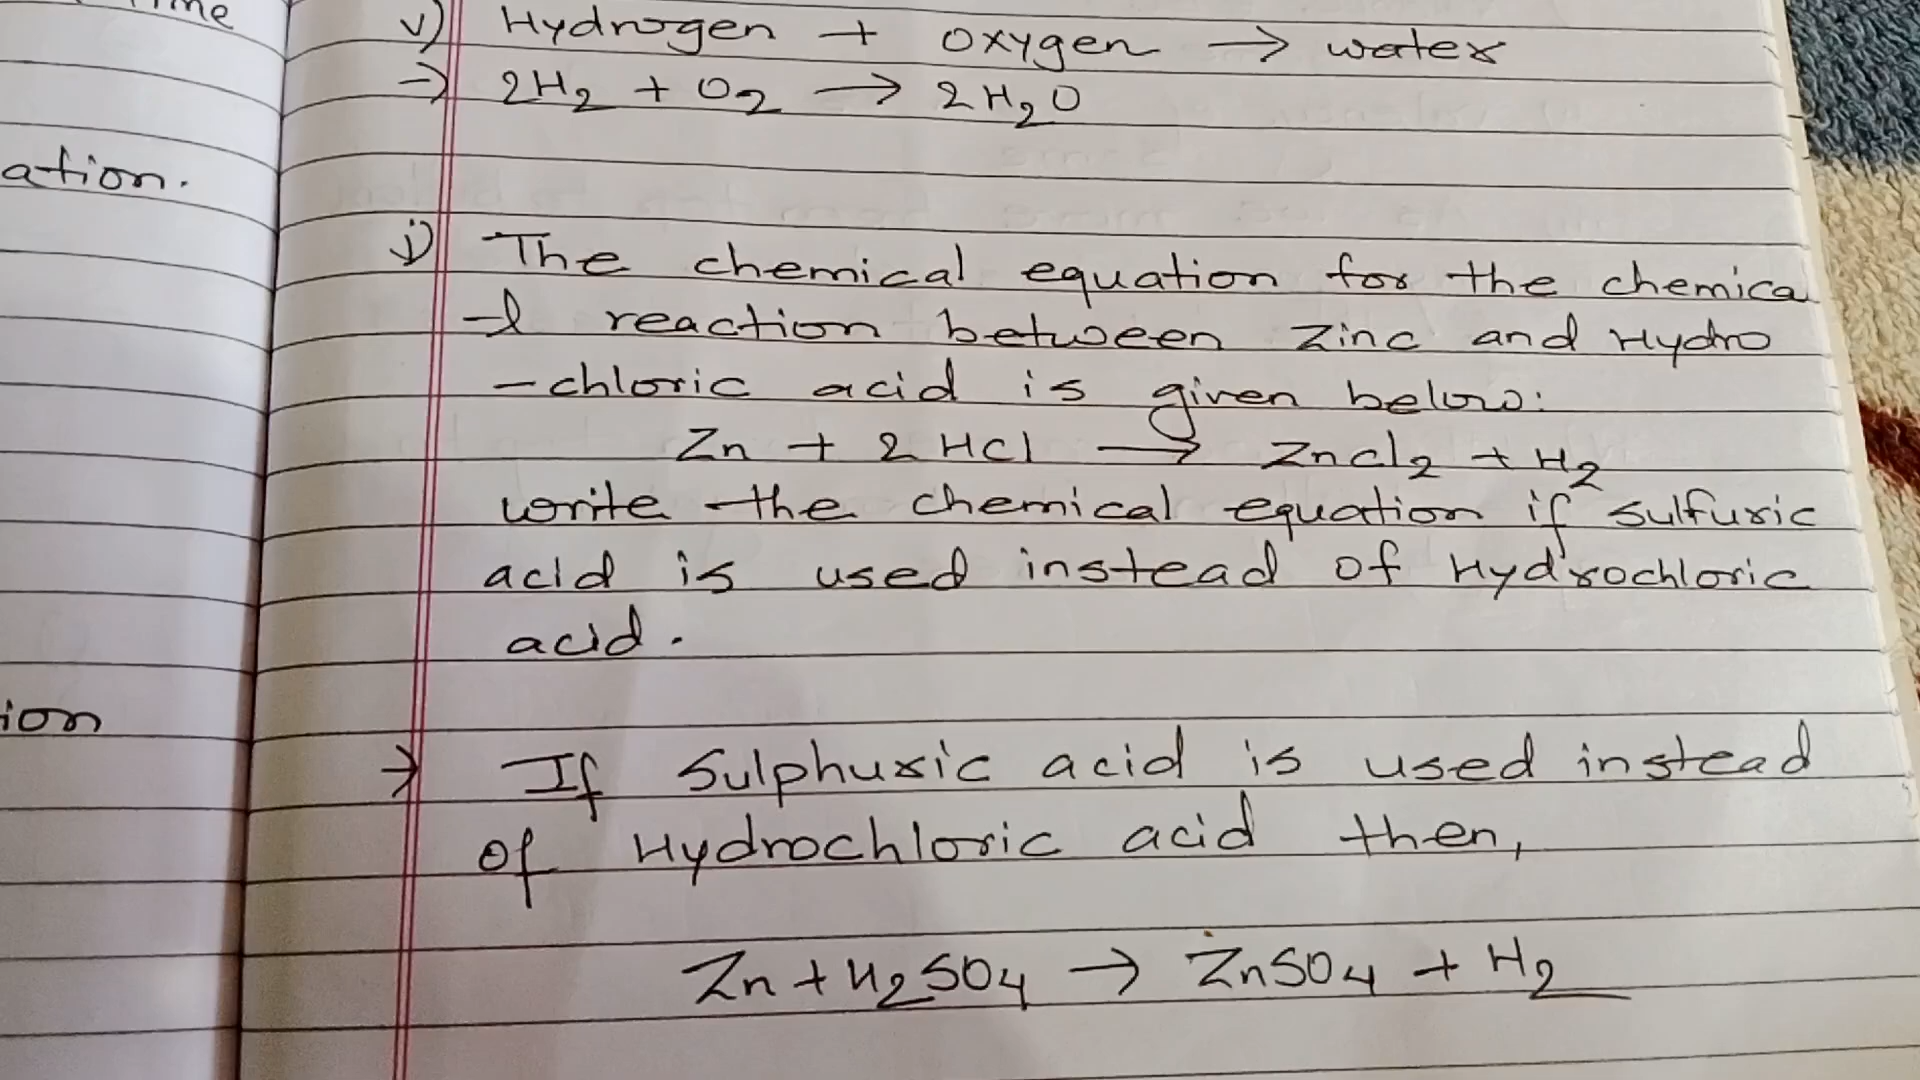 ation.
ion
v) Hydrogen + oxygen → water
→ 2H₂ + O₂ → 2H₂O
i) The chemical equation for the chemica
-l reaction between Zinc and Hydro
-chloric acid is given below:
Zn + 2 HCl → ZnCl₂ + H₂
write the chemical equation if sulfuric
acid is used instead of Hydrochloric
acid.
→ If Sulphuric acid is used instead
of Hydrochloric acid then,
Zn + H₂SO₄ → ZnSO₄ + H₂